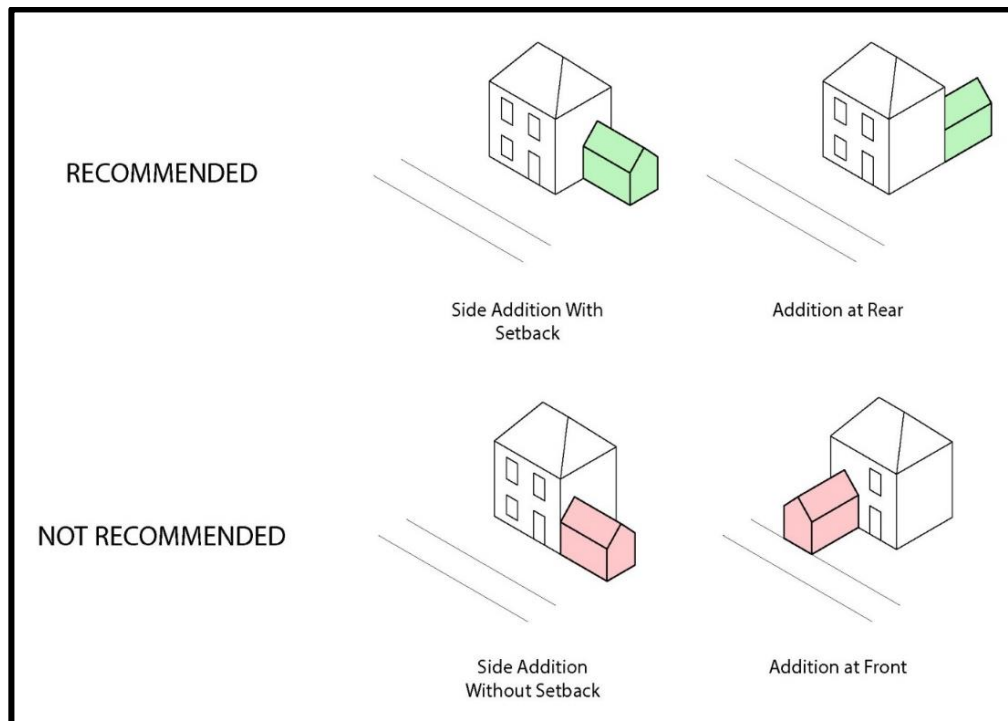 RECOMMENDED
Side Addition With
Setback
Addition at Rear
NOT RECOMMENDED
Side Addition
Without Setback
Addition at Front